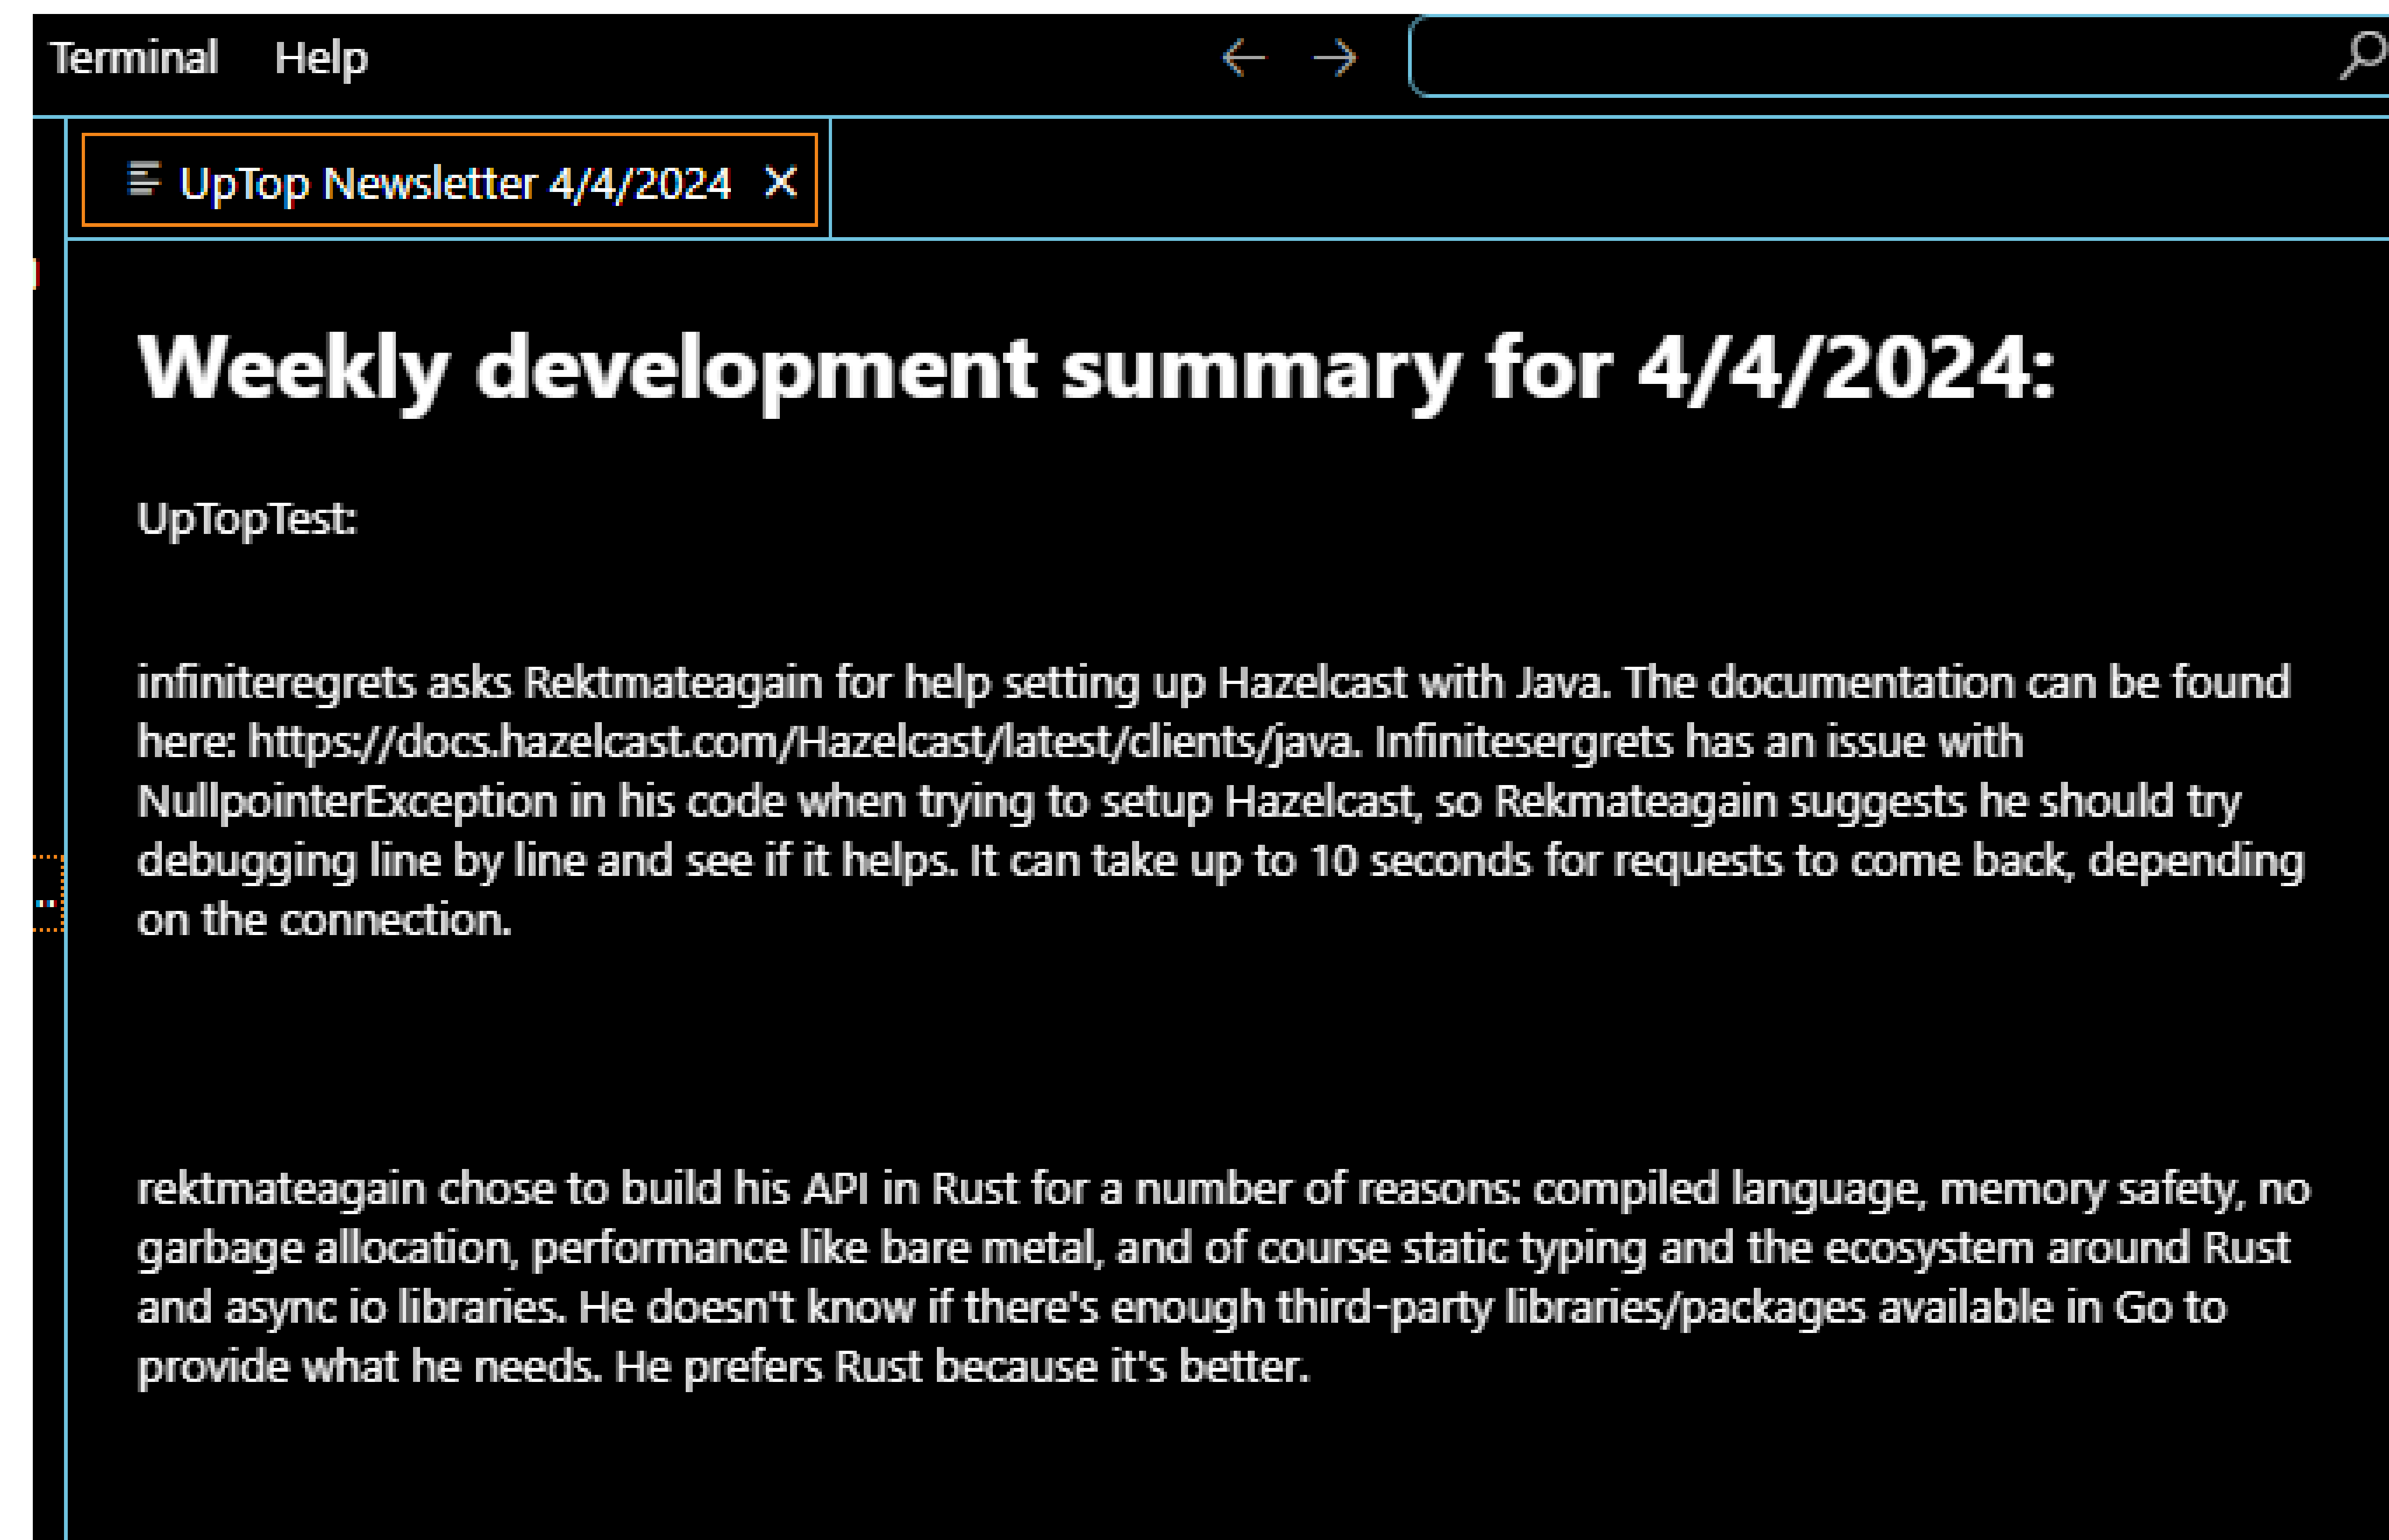 Terminal Help
UpTop Newsletter 4/4/2024
Weekly development summary for 4/4/2024:
UpTopTest:
infiniteregrets asks Rektmateagain for help setting up Hazelcast with Java. The documentation can be found
here: https://docs.hazelcast.com/Hazelcast/latest/clients/java. Infinitesergrets has an issue with
NullpointerException in his code when trying to setup Hazelcast, so Rekmateagain suggests he should try
debugging line by line and see if it helps. It can take up to 10 seconds for requests to come back, depending
on the connection.
rektmateagain chose to build his API in Rust for a number of reasons: compiled language, memory safety, no
garbage allocation, performance like bare metal, and of course static typing and the ecosystem around Rust
and async io libraries. He doesn't know if there's enough third-party libraries/packages available in Go to
provide what he needs. He prefers Rust because it's better.